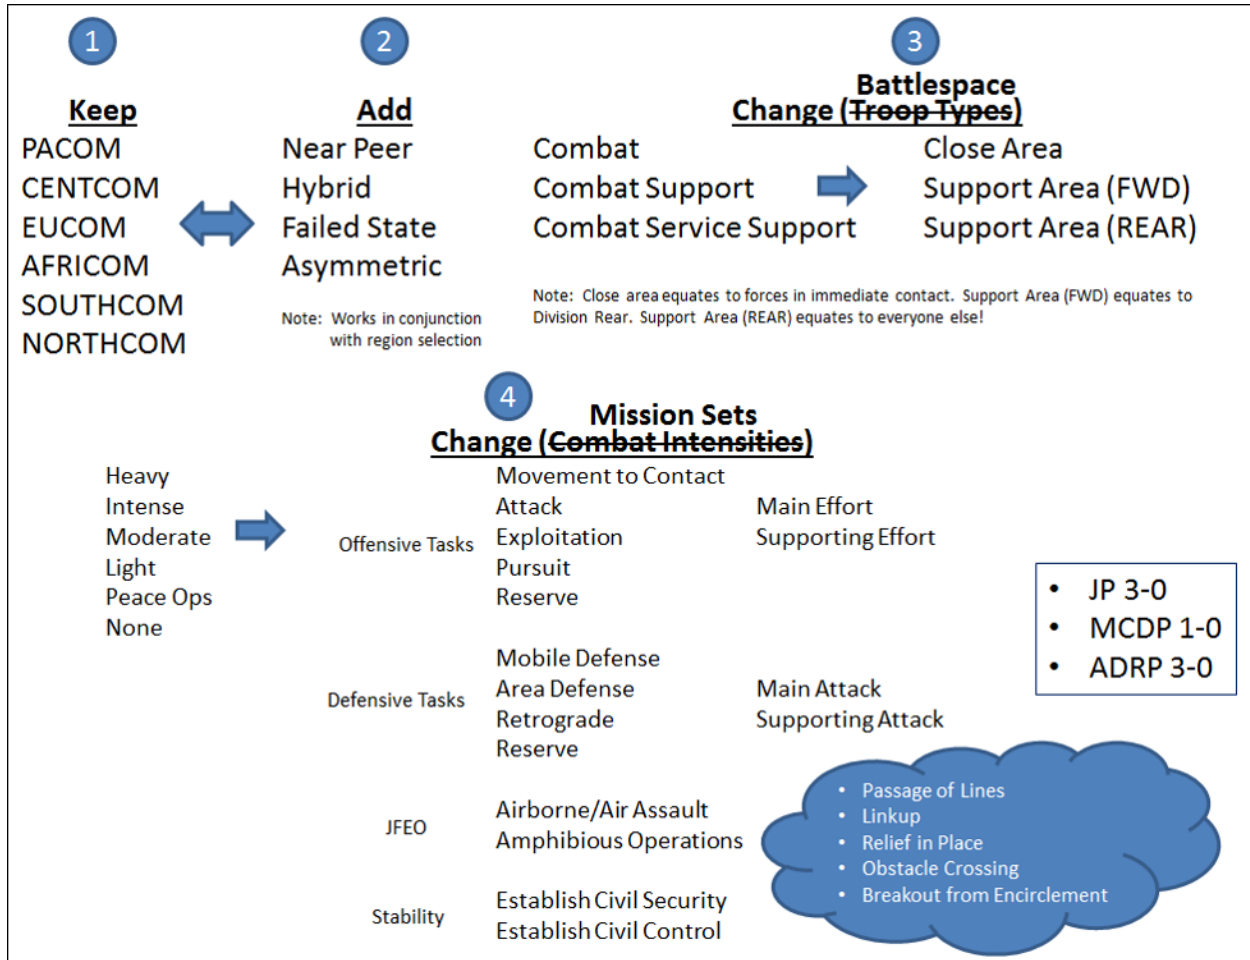 1
Keep
PACOM
CENTCOM
EUCOM
AFRICOM
SOUTHCOM
NORTHCOM
2
Add
Near Peer
Hybrid
Failed State
Asymmetric
Note: Works in conjunction
with region selection
3
Battlespace
Change (Troop Types)
Combat
Combat Support
Combat Service Support
Close Area
Support Area (FWD)
Support Area (REAR)
Note: Close area equates to forces in immediate contact. Support Area (FWD) equates to
Division Rear. Support Area (REAR) equates to everyone else!
4
Mission Sets
Change (Combat Intensities)
Heavy
Intense
Moderate
Light
Peace Ops
None
Offensive Tasks
Movement to Contact
Attack
Exploitation
Pursuit
Reserve
Main Effort
Supporting Effort
Defensive Tasks
Mobile Defense
Area Defense
Retrograde
Reserve
Main Attack
Supporting Attack
JFEO
Airborne/Air Assault
Amphibious Operations
Stability
Establish Civil Security
Establish Civil Control
• JP 3-0
• MCDP 1-0
• ADRP 3-0
• Passage of Lines
• Linkup
• Relief in Place
• Obstacle Crossing
• Breakout from Encirclement